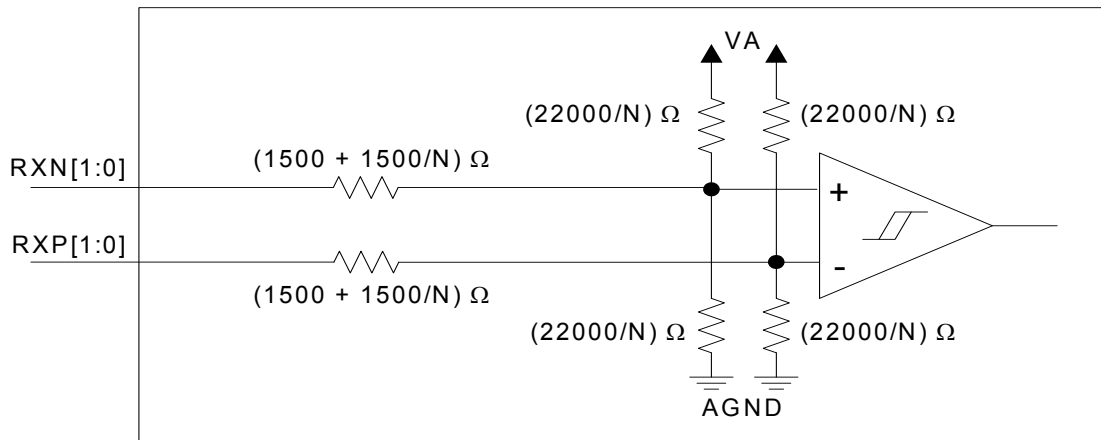 VA
(22000/N) Ω
(22000/N) Ω
(1500 + 1500/N) Ω
RXN[1:0]
+
RXP[1:0]
-
(1500 + 1500/N) Ω
(22000/N) Ω
(22000/N) Ω
AGND